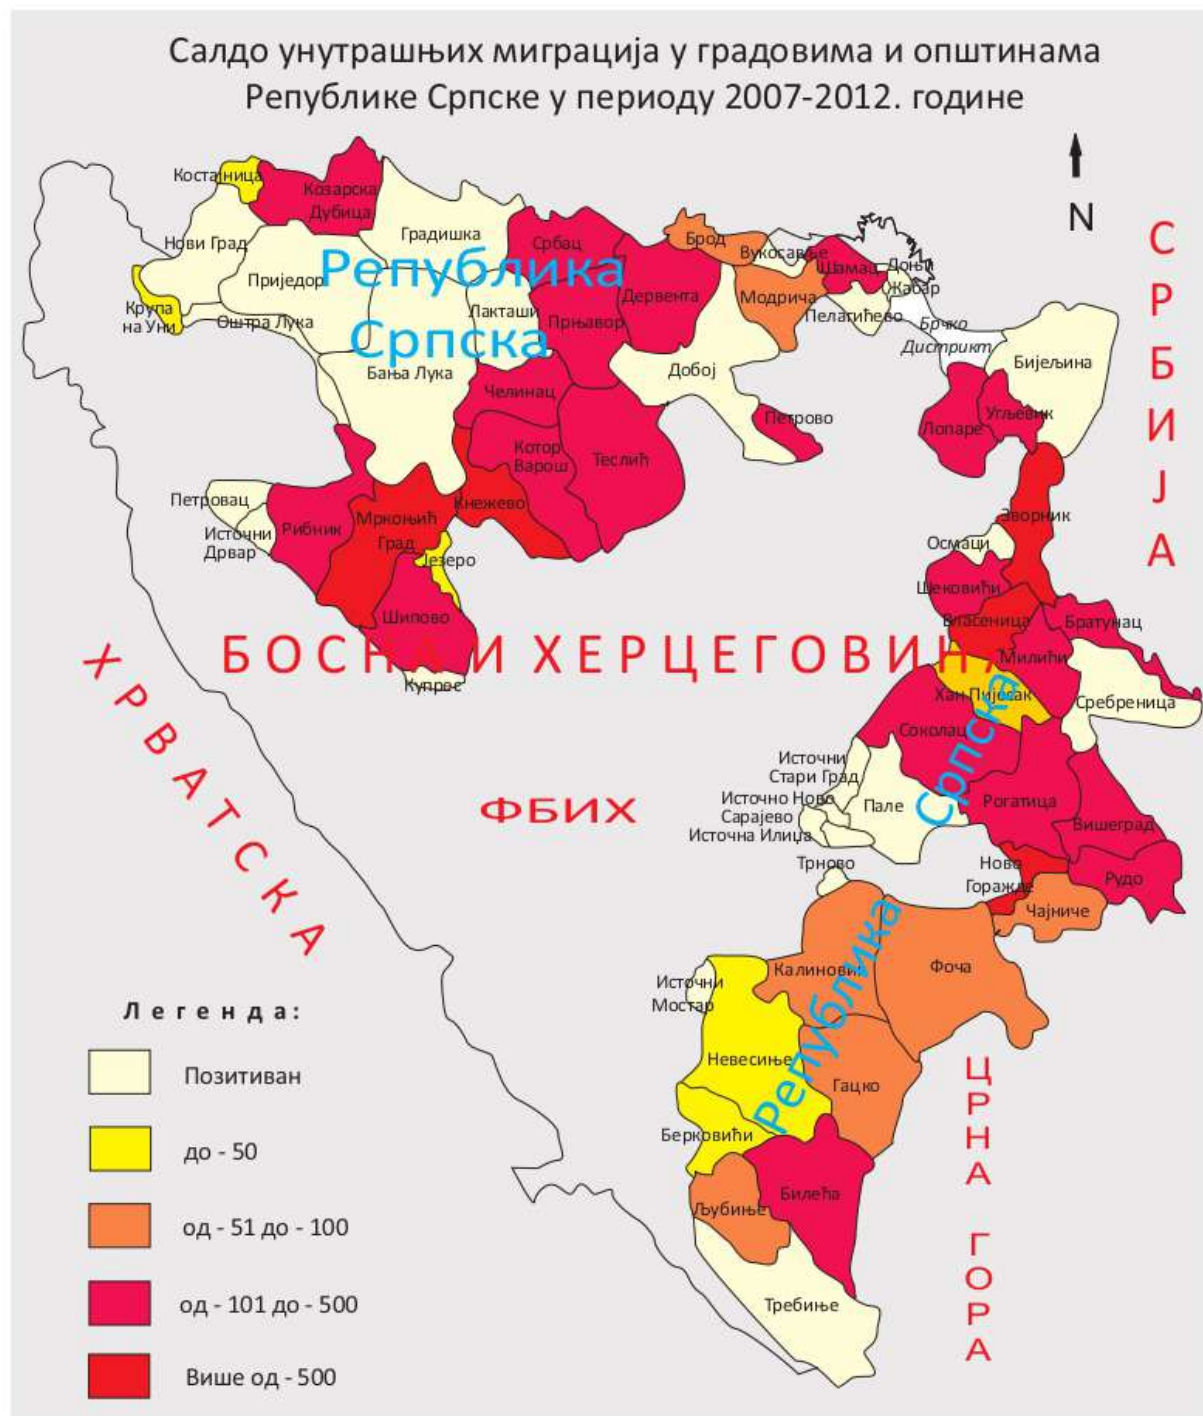 Салдо унутрашњих миграција у градовима и општинама
Републике Српске у периоду 2007-2012. године
N
Костајница
Козарска
Дубица
Градишка
Нови Град
Приједор
Крупа
на Уни
Оштра Лука
Република
Српска
Лакташи
Бања Лука
Србац
Прњавор
Дервента
Брод
Вукосавље
Модрича
Шамац
Доњи
Жабар
Пелагићево
Брчко
Дистрикт
Бијељина
Добој
Петрово
Лопаре
Угљевик
Челинац
Котор
Варош
Теслић
Кнежево
Петровац
Источни
Дрвар
Рибник
Мркоњић
Град
Језеро
Шипово
Купрес
Зворник
Осмаци
Шековићи
Власеница
Братунац
Милићи
Хан Пијесак
Сребреница
Соколац
Источни
Стари Град
Источно Ново
Сарајево
Источна Илиџа
Пале
Рогатица
Вишеград
Трново
Ново
Горажде
Рудо
Чајниче
Калиновик
Фоча
Источни
Мостар
Невесиње
Гацко
Берковићи
Билећа
Љубиње
Требиње
Република
Српска
БОСНА И ХЕРЦЕГОВИНА
ФБИХ
ХРВАТСКА
СРБИЈА
ЦРНА ГОРА
Легенда:
Позитиван
до - 50
од - 51 до - 100
од - 101 до - 500
Више од - 500